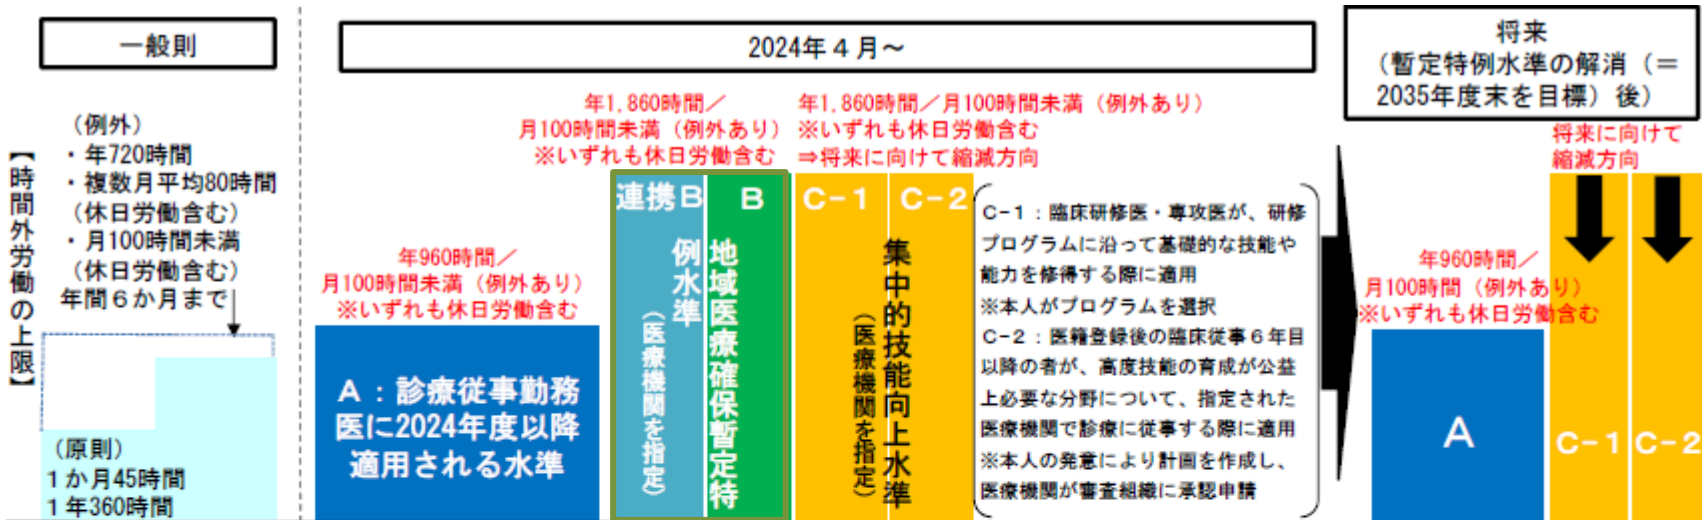 一般則
【時間外労働の上限】
（例外）
・年720時間
・複数月平均80時間
（休日労働含む）
・月100時間未満
（休日労働含む）
年間６か月まで
（原則）
１か月45時間
１年360時間
2024年４月～
年960時間／
月100時間未満（例外あり）
※いずれも休日労働含む
Ａ：診療従事勤務
医に2024年度以降
適用される水準
年1,860時間／
月100時間未満（例外あり）
※いずれも休日労働含む
連携Ｂ
Ｂ
地域医療確保暫定特
例水準
（医療機関を指定）
年1,860時間／月100時間未満（例外あり）
※いずれも休日労働含む
⇒将来に向けて縮減方向
Ｃ－１
Ｃ－２
集中的技能向上水準
（医療機関を指定）
Ｃ－１：臨床研修医・専攻医が、研修
プログラムに沿って基礎的な技能や
能力を修得する際に適用
※本人がプログラムを選択
Ｃ－２：医籍登録後の臨床従事６年目
以降の者が、高度技能の育成が公益
上必要な分野について、指定された
医療機関で診療に従事する際に適用
※本人の発意により計画を作成し、
医療機関が審査組織に承認申請
将来
（暫定特例水準の解消（＝
2035年度末を目標）後）
将来に向けて
縮減方向
年960時間／
月100時間（例外あり）
※いずれも休日労働含む
Ａ
Ｃ－１
Ｃ－２